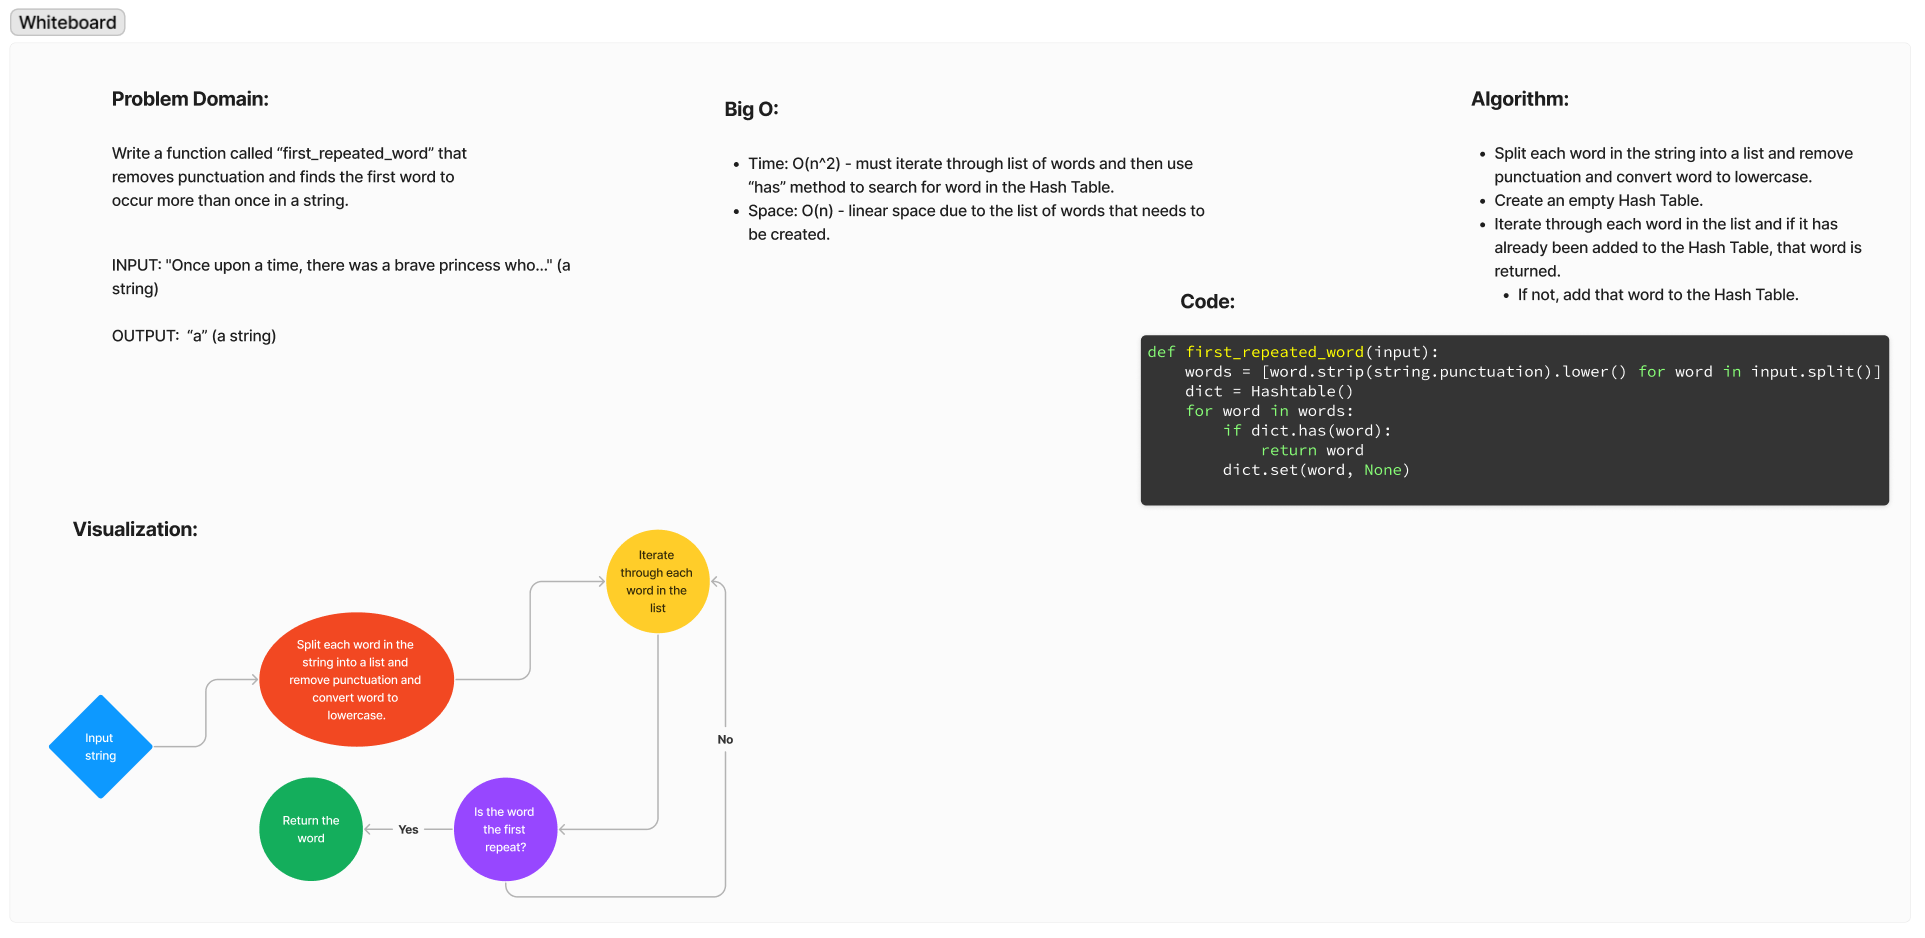 Whiteboard
Problem Domain:
Write a function called “first_repeated_word” that
removes punctuation and finds the first word to
occur more than once in a string.
INPUT: "Once upon a time, there was a brave princess who..." (a
string)
OUTPUT:  “a” (a string)
Big O:
• Time: O(n^2) - must iterate through list of words and then use
“has” method to search for word in the Hash Table.
• Space: O(n) - linear space due to the list of words that needs to
be created.
Algorithm:
• Split each word in the string into a list and remove
punctuation and convert word to lowercase.
• Create an empty Hash Table.
• Iterate through each word in the list and if it has
already been added to the Hash Table, that word is
returned.
• If not, add that word to the Hash Table.
Code:
def first_repeated_word(input):
    words = [word.strip(string.punctuation).lower() for word in input.split()]
    dict = Hashtable()
    for word in words:
        if dict.has(word):
            return word
        dict.set(word, None)
Visualization:
Input
string
Split each word in the
string into a list and
remove punctuation and
convert word to
lowercase.
Iterate
through each
word in the
list
Is the word
the first
repeat?
Yes
Return the
word
No